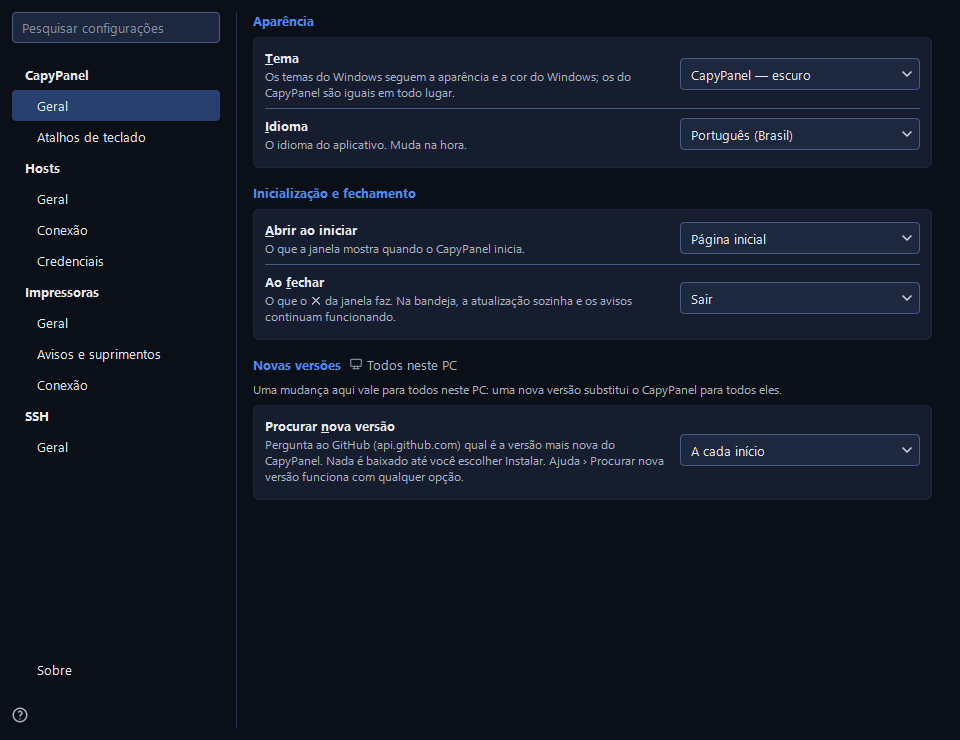 Pesquisar configurações
CapyPanel
Geral
Atalhos de teclado
Hosts
Geral
Conexão
Credenciais
Impressoras
Geral
Avisos e suprimentos
Conexão
SSH
Geral
Sobre
Aparência
Tema
Os temas do Windows seguem a aparência e a cor do Windows; os do
CapyPanel são iguais em todo lugar.
CapyPanel — escuro
Idioma
O idioma do aplicativo. Muda na hora.
Português (Brasil)
Inicialização e fechamento
Abrir ao iniciar
O que a janela mostra quando o CapyPanel inicia.
Página inicial
Ao fechar
O que o ✕ da janela faz. Na bandeja, a atualização sozinha e os avisos
continuam funcionando.
Sair
Novas versões Todos neste PC
Uma mudança aqui vale para todos neste PC: uma nova versão substitui o CapyPanel para todos eles.
Procurar nova versão
Pergunta ao GitHub (api.github.com) qual é a versão mais nova do
CapyPanel. Nada é baixado até você escolher Instalar. Ajuda › Procurar nova
versão funciona com qualquer opção.
A cada início